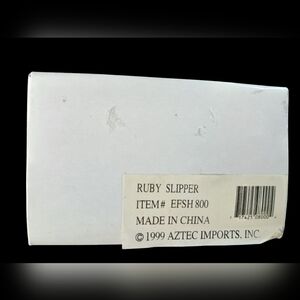 RUBY SLIPPER
ITEM# EFSH 800
MADE IN CHINA
© 1999 AZTEC IMPORTS, INC.